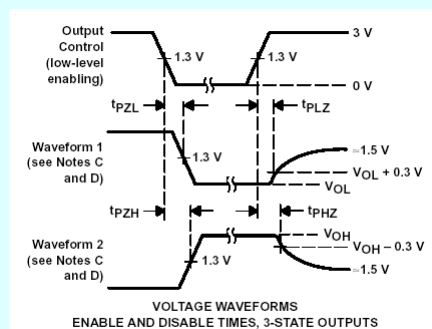 Output
Control
(low-level
enabling)
1.3 V
1.3 V
3 V
0 V
tPZL
tPLZ
Waveform 1
(see Notes C
and D)
1.3 V
≈1.5 V
VOL + 0.3 V
VOL
tPZH
tPHZ
Waveform 2
(see Notes C
and D)
1.3 V
VOH
VOH – 0.3 V
≈1.5 V
VOLTAGE WAVEFORMS
ENABLE AND DISABLE TIMES, 3-STATE OUTPUTS